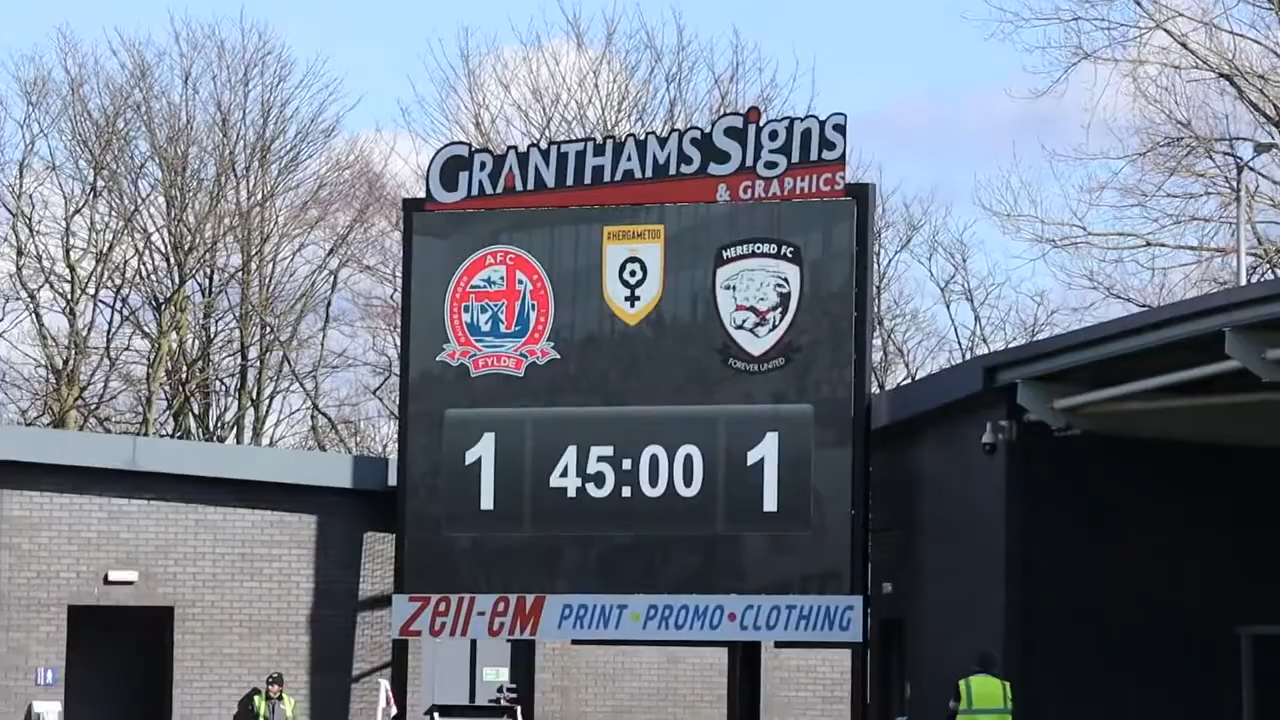 GRANTHAMS Signs
& GRAPHICS
#HERGAMETOO
AFC
FYLDE
HEREFORD FC
FOREVER UNITED
1 45:00 1
Zell-EM PRINT • PROMO • CLOTHING